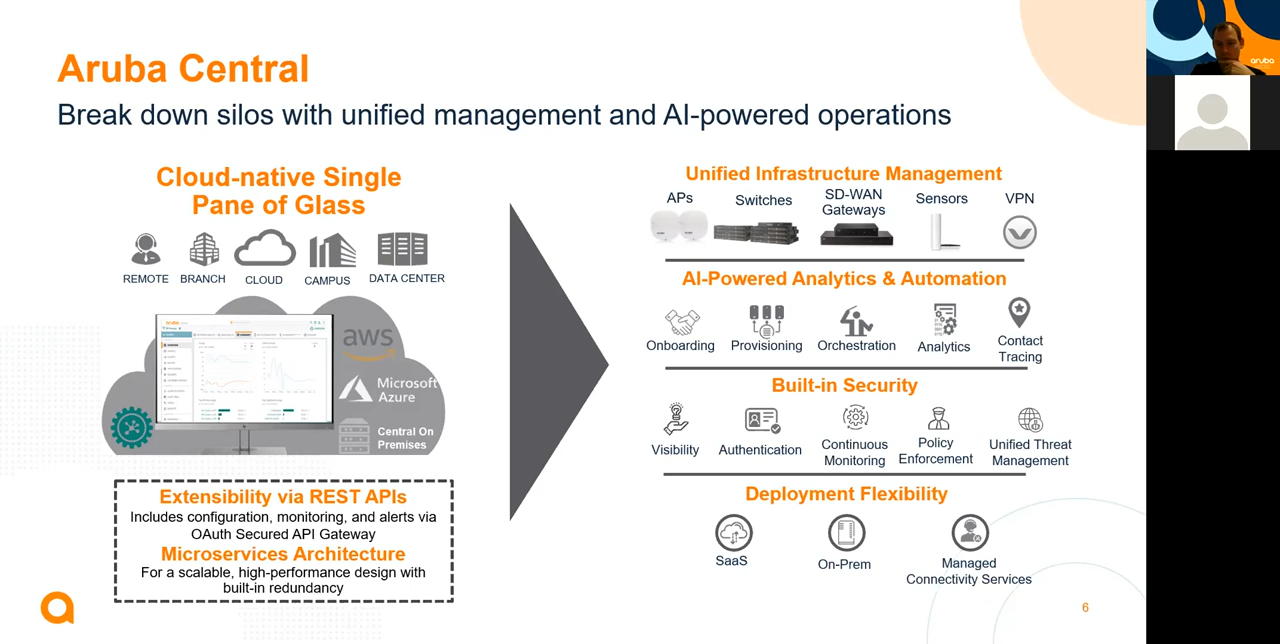 Aruba Central
Break down silos with unified management and AI-powered operations
Cloud-native Single
Pane of Glass
REMOTE
BRANCH
CLOUD
CAMPUS
DATA CENTER
aruba
aws
Microsoft
Azure
Central On
Premises
Extensibility via REST APIs
Includes configuration, monitoring, and alerts via
OAuth Secured API Gateway
Microservices Architecture
For a scalable, high-performance design with
built-in redundancy
Unified Infrastructure Management
APs
Switches
SD-WAN
Gateways
Sensors
VPN
AI-Powered Analytics & Automation
Onboarding
Provisioning
Orchestration
Analytics
Contact
Tracing
Built-in Security
Visibility
Authentication
Continuous
Monitoring
Policy
Enforcement
Unified Threat
Management
Deployment Flexibility
SaaS
On-Prem
Managed
Connectivity Services
6
aruba